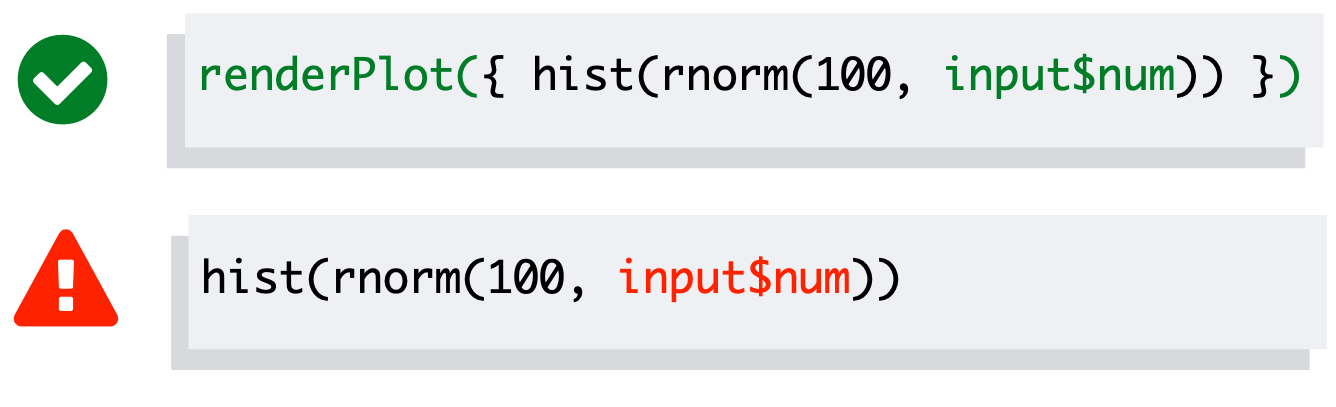 renderPlot({ hist(rnorm(100, input$num)) })
hist(rnorm(100, input$num))